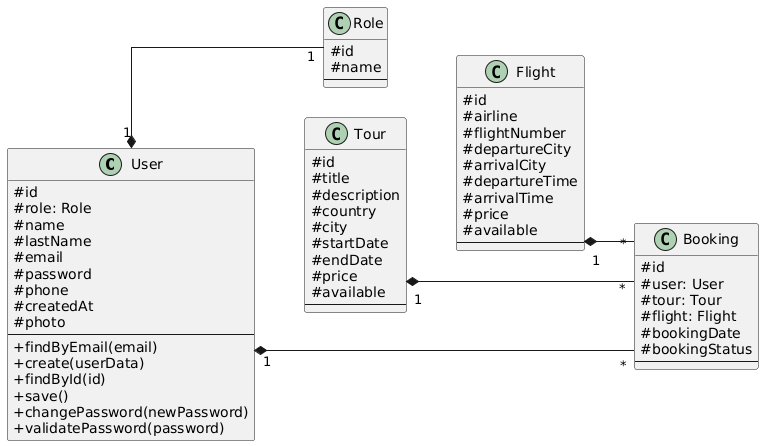 C Role
#id
#name
1
1
C User
#id
#role: Role
#name
#lastName
#email
#password
#phone
#createdAt
#photo
+findByEmail(email)
+create(userData)
+findById(id)
+save()
+changePassword(newPassword)
+validatePassword(password)
C Tour
#id
#title
#description
#country
#city
#startDate
#endDate
#price
#available
C Flight
#id
#airline
#flightNumber
#departureCity
#arrivalCity
#departureTime
#arrivalTime
#price
#available
C Booking
#id
#user: User
#tour: Tour
#flight: Flight
#bookingDate
#bookingStatus
1 *
1 *
1 *